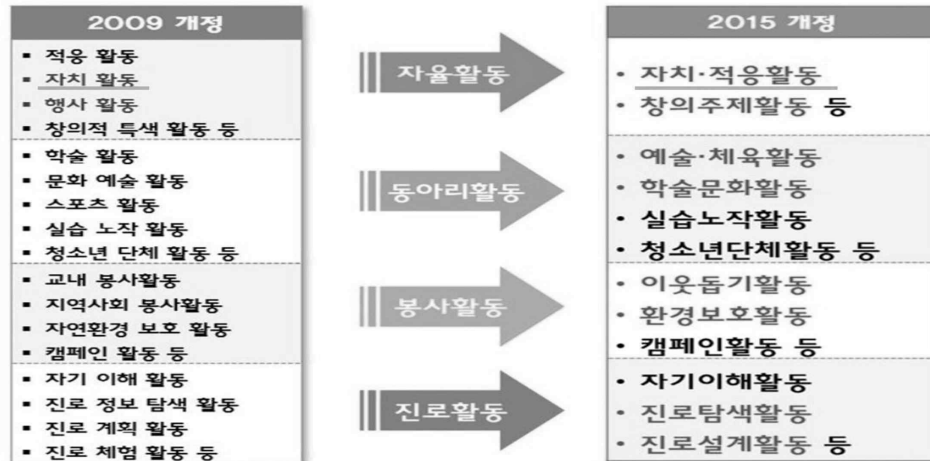 2009 개정
▪ 적응 활동
▪ 자치 활동
▪ 행사 활동
▪ 창의적 특색 활동 등
▪ 학술 활동
▪ 문화 예술 활동
▪ 스포츠 활동
▪ 실습 노작 활동
▪ 청소년 단체 활동 등
▪ 교내 봉사활동
▪ 지역사회 봉사활동
▪ 자연환경 보호 활동
▪ 캠페인 활동 등
▪ 자기 이해 활동
▪ 진로 정보 탐색 활동
▪ 진로 계획 활동
▪ 진로 체험 활동 등
자율활동
동아리활동
봉사활동
진로활동
2015 개정
• 자치·적응활동
• 창의주제활동 등
• 예술·체육활동
• 학술문화활동
• 실습노작활동
• 청소년단체활동 등
• 이웃돕기활동
• 환경보호활동
• 캠페인활동 등
• 자기이해활동
• 진로탐색활동
• 진로설계활동 등